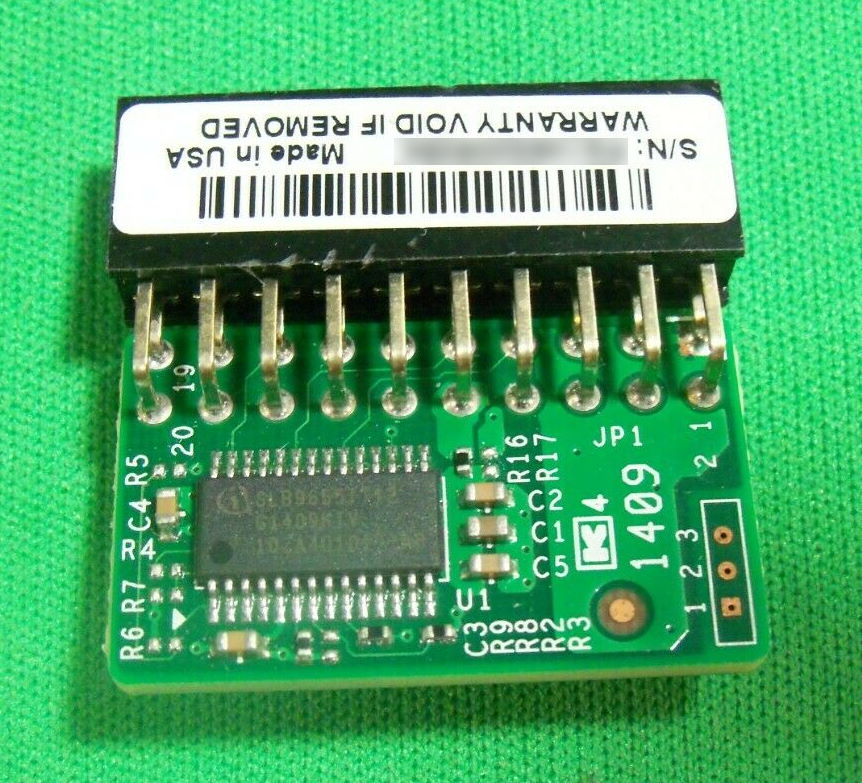 WARRANTY VOID IF REMOVED
S/N:
Made in USA
19
20
R5
C4
R4
R7
R6
R16
R17
C2
C1
C5
U1
C3
R9
R8
R2
R3
JP1
1
2
4
K
1409
3
2
1